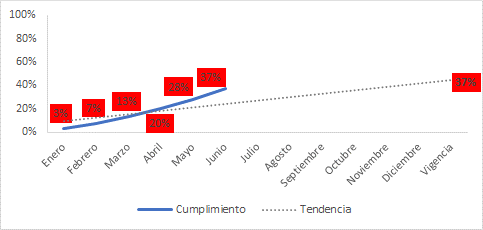 100%
80%
60%
40%
20%
0%
3%
7%
13%
20%
28%
37%
37%
Enero
Febrero
Marzo
Abril
Mayo
Junio
Julio
Agosto
Septiembre
Octubre
Noviembre
Diciembre
Vigencia
Cumplimiento
Tendencia